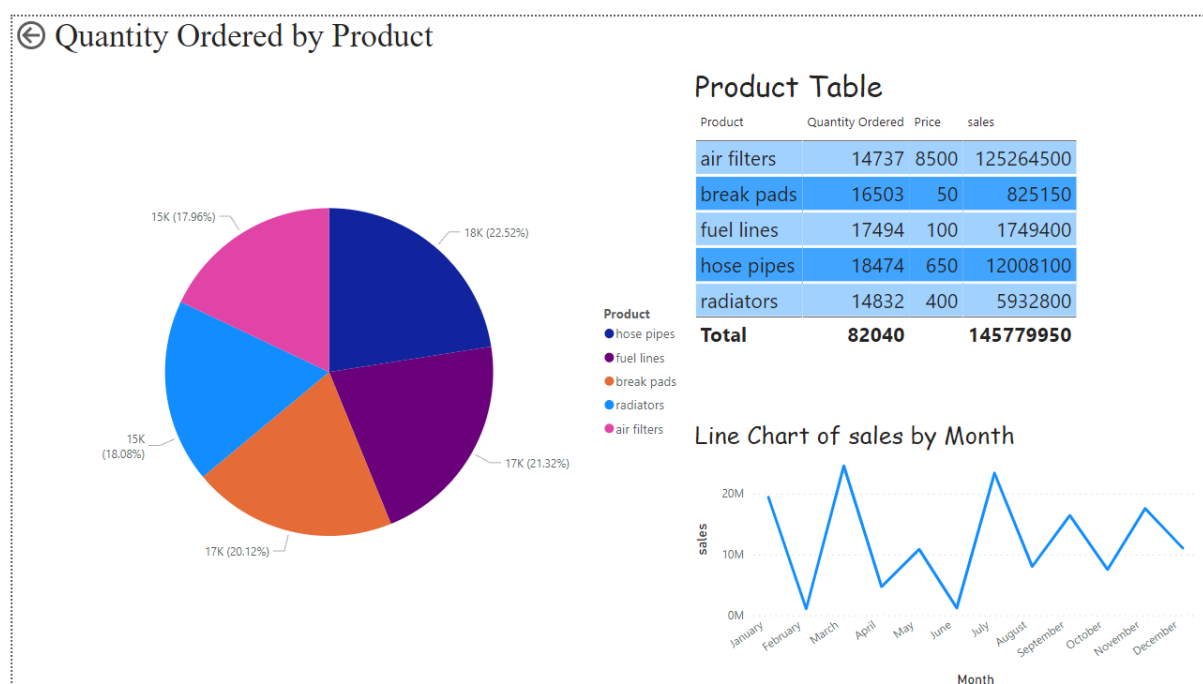 Quantity Ordered by Product
15K (17.96%)
18K (22.52%)
15K
(18.08%)
17K (21.32%)
17K (20.12%)
Product
hose pipes
fuel lines
break pads
radiators
air filters
Product Table
Product Quantity Ordered Price sales
air filters 14737 8500 125264500
break pads 16503 50 825150
fuel lines 17494 100 1749400
hose pipes 18474 650 12008100
radiators 14832 400 5932800
Total 82040 145779950
Line Chart of sales by Month
20M
10M
0M
sales
January February March April May June July August September October November December
Month